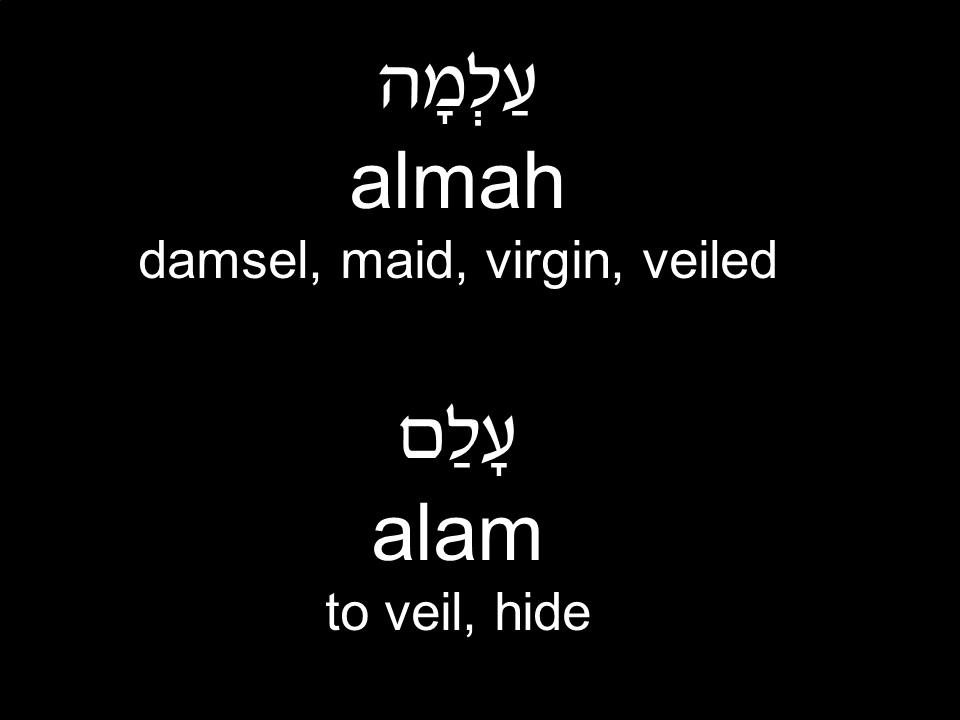 עַלְמָה
almah
damsel, maid, virgin, veiled
עָלַם
alam
to veil, hide